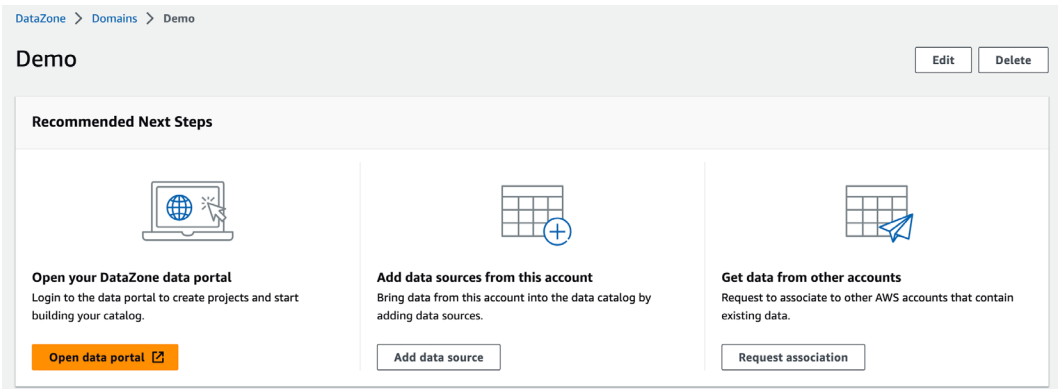 DataZone > Domains > Demo
Demo
Edit
Delete
Recommended Next Steps
Open your DataZone data portal
Login to the data portal to create projects and start
building your catalog.
Open data portal
Add data sources from this account
Bring data from this account into the data catalog by
adding data sources.
Add data source
Get data from other accounts
Request to associate to other AWS accounts that contain
existing data.
Request association